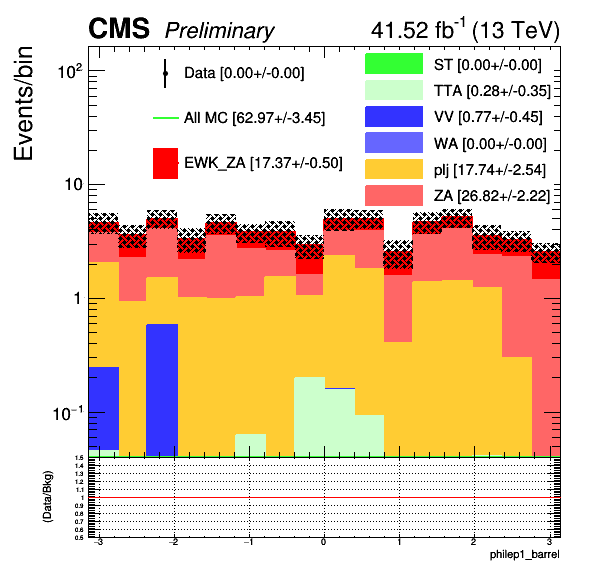 CMS Preliminary 41.52 fb⁻¹ (13 TeV)
Events/bin
10²
10
1
10⁻¹
Data [0.00+/-0.00]
All MC [62.97+/-3.45]
EWK_ZA [17.37+/-0.50]
ST [0.00+/-0.00]
TTA [0.28+/-0.35]
VV [0.77+/-0.45]
WA [0.00+/-0.00]
plj [17.74+/-2.54]
ZA [26.82+/-2.22]
(Data/Bkg)
1.5
1.4
1.3
1.2
1.1
1
0.9
0.8
0.7
0.6
0.5
−3 −2 −1 0 1 2 3
philep1_barrel